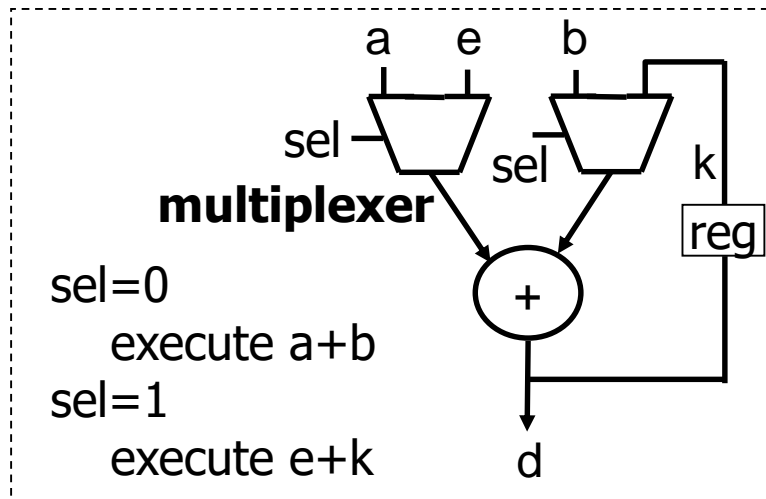 a e b
sel
sel
k
multiplexer
reg
+
sel=0
execute a+b
sel=1
execute e+k
d